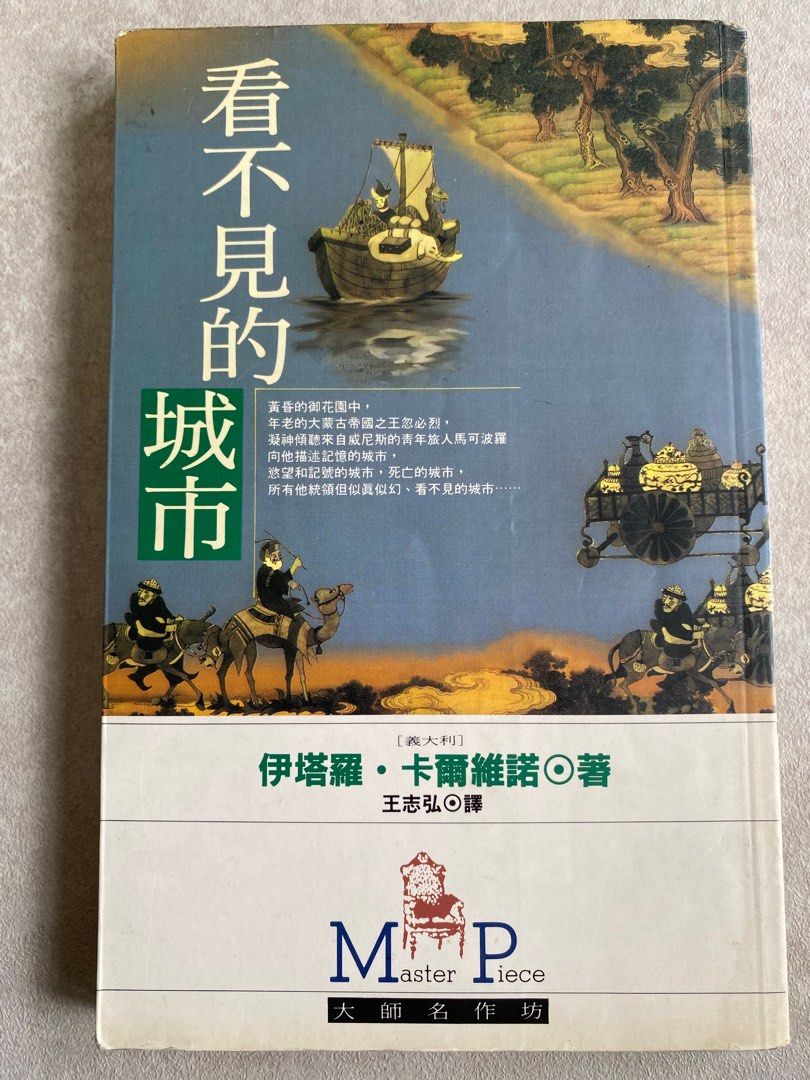 看不見的
城市
黃昏的御花園中，
年老的大蒙古帝國之王忽必烈，
凝神傾聽來自威尼斯的青年旅人馬可波羅
向他描述記憶的城市，
慾望和記號的城市，死亡的城市，
所有他統領但似眞似幻、看不見的城市……
［義大利］
伊塔羅・卡爾維諾⊙著
王志弘⊙譯
Master Piece
大師名作坊